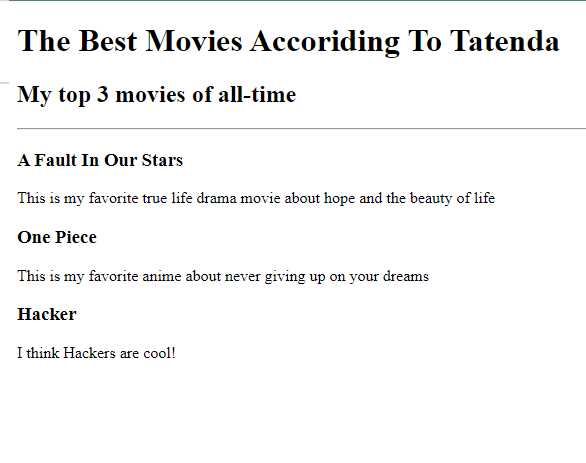 The Best Movies Accoriding To Tatenda
My top 3 movies of all-time
A Fault In Our Stars
This is my favorite true life drama movie about hope and the beauty of life
One Piece
This is my favorite anime about never giving up on your dreams
Hacker
I think Hackers are cool!